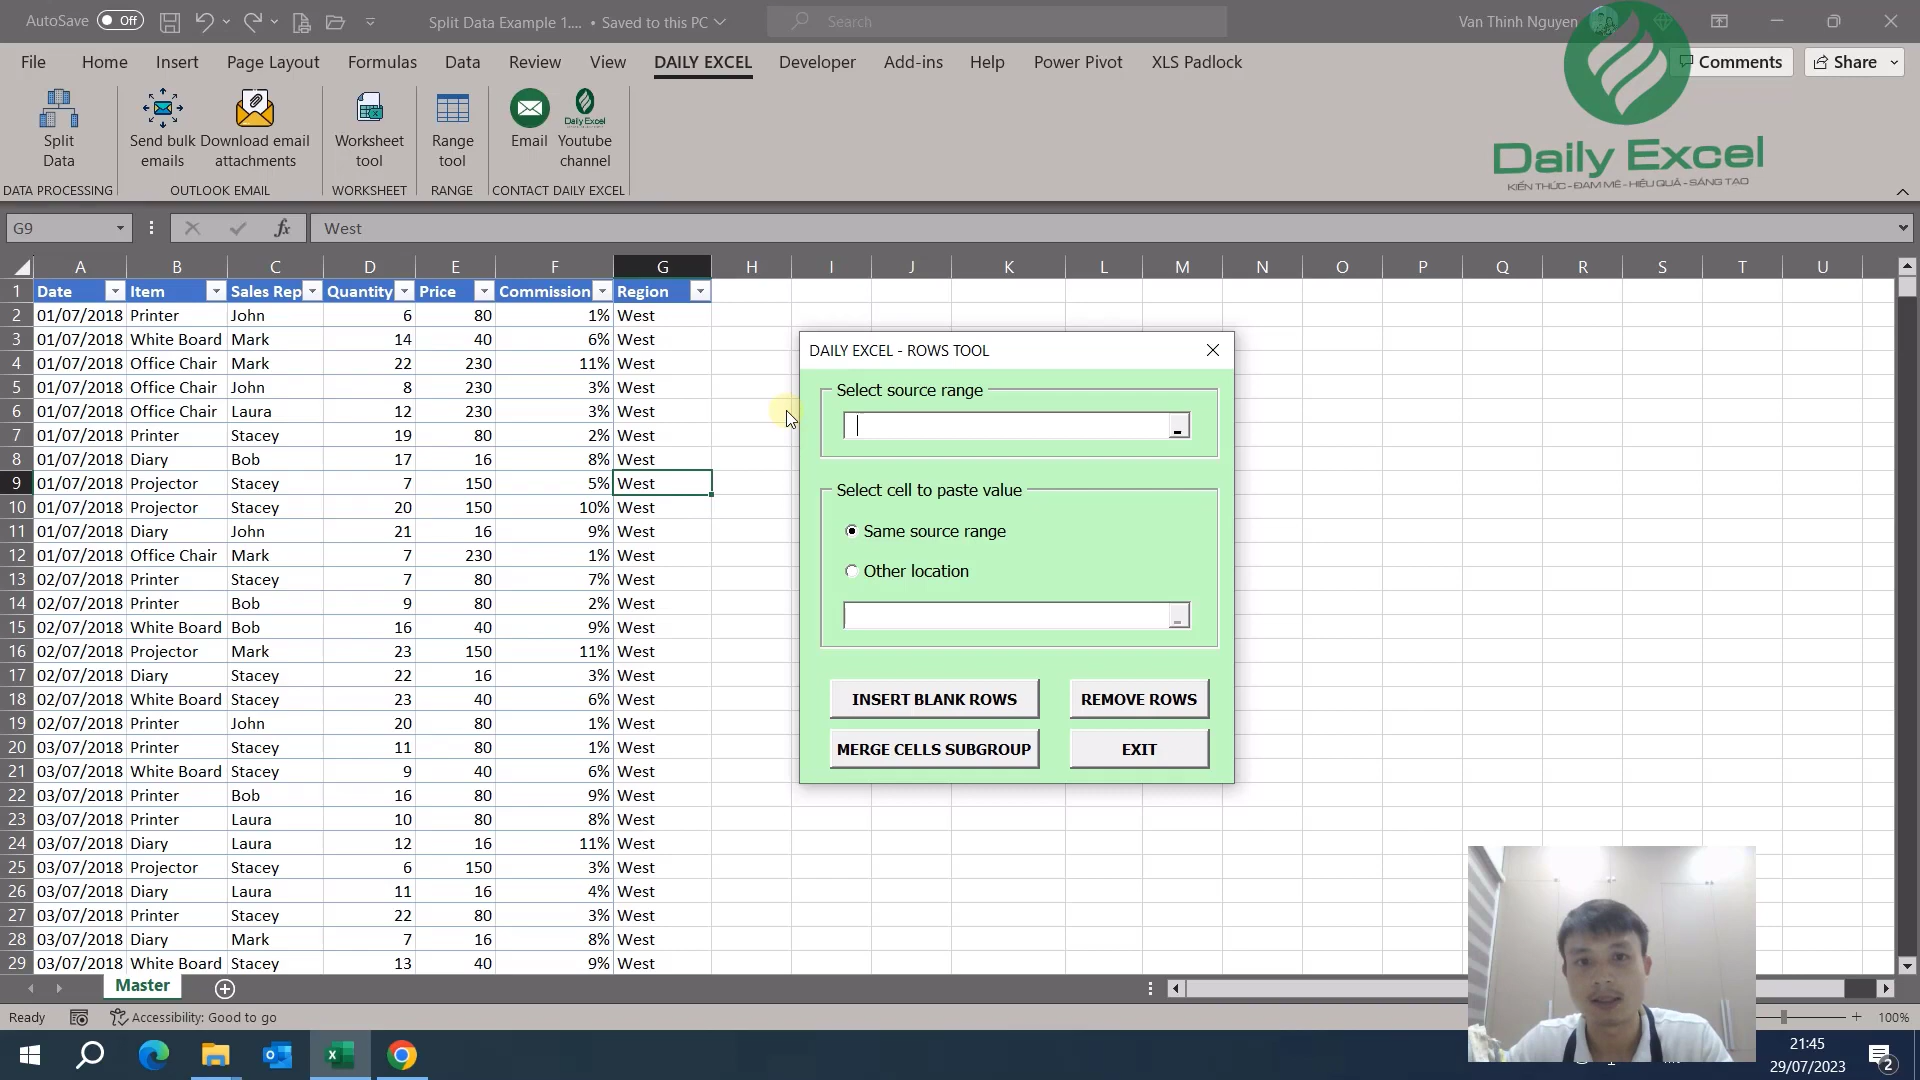 AutoSave Off Split Data Example 1.... • Saved to this PC Search Van Thinh Nguyen
File Home Insert Page Layout Formulas Data Review View DAILY EXCEL Developer Add-ins Help Power Pivot XLS Padlock Comments Share
Split Data
Send bulk emails
Download email attachments
Worksheet tool
Range tool
Email
Daily Excel
Youtube channel
DATA PROCESSING OUTLOOK EMAIL WORKSHEET RANGE CONTACT DAILY EXCEL
Daily Excel
KIẾN THỨC - ĐAM MÊ - HIỆU QUẢ - SÁNG TẠO
G9 fx West
A B C D E F G H I J K L M N O P Q R S T U
1 Date Item Sales Rep Quantity Price Commission Region
2 01/07/2018 Printer John 6 80 1% West
3 01/07/2018 White Board Mark 14 40 6% West
4 01/07/2018 Office Chair Mark 22 230 11% West
5 01/07/2018 Office Chair John 8 230 3% West
6 01/07/2018 Office Chair Laura 12 230 3% West
7 01/07/2018 Printer Stacey 19 80 2% West
8 01/07/2018 Diary Bob 17 16 8% West
9 01/07/2018 Projector Stacey 7 150 5% West
10 01/07/2018 Projector Stacey 20 150 10% West
11 01/07/2018 Diary John 21 16 9% West
12 01/07/2018 Office Chair Mark 7 230 1% West
13 02/07/2018 Printer Stacey 7 80 7% West
14 02/07/2018 Printer Bob 9 80 2% West
15 02/07/2018 White Board Bob 16 40 9% West
16 02/07/2018 Projector Mark 23 150 11% West
17 02/07/2018 Diary Stacey 22 16 3% West
18 02/07/2018 White Board Stacey 23 40 6% West
19 02/07/2018 Printer John 20 80 1% West
20 03/07/2018 Printer Stacey 11 80 1% West
21 03/07/2018 White Board Stacey 9 40 6% West
22 03/07/2018 Printer Bob 16 80 9% West
23 03/07/2018 Printer Laura 10 80 8% West
24 03/07/2018 Diary Laura 12 16 11% West
25 03/07/2018 Projector Stacey 6 150 3% West
26 03/07/2018 Diary Laura 11 16 4% West
27 03/07/2018 Printer Stacey 22 80 3% West
28 03/07/2018 Diary Mark 7 16 8% West
29 03/07/2018 White Board Stacey 13 40 9% West
DAILY EXCEL - ROWS TOOL
Select source range
Select cell to paste value
Same source range
Other location
INSERT BLANK ROWS REMOVE ROWS
MERGE CELLS SUBGROUP EXIT
Master
Ready Accessibility: Good to go 100%
21:45
29/07/2023
2